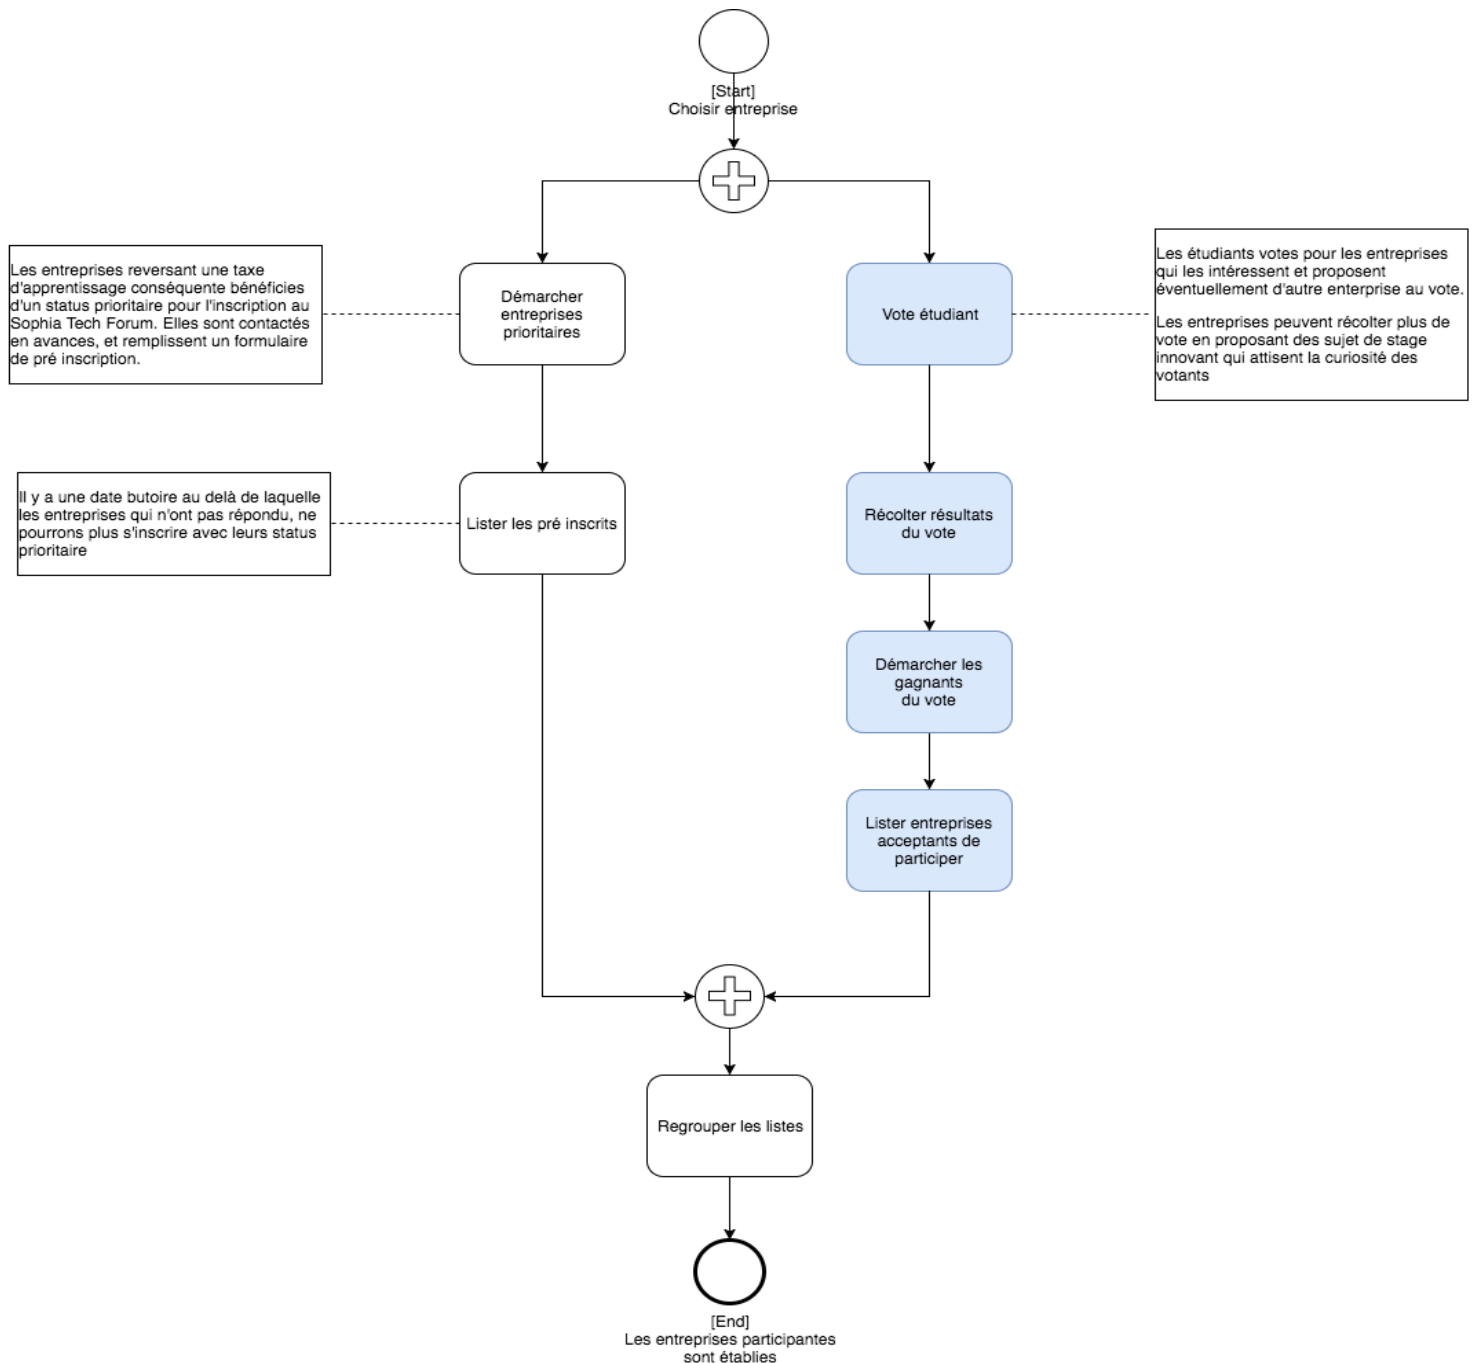 [Start]
Choisir entreprise
Les entreprises reversant une taxe
d'apprentissage conséquente bénéficies
d'un status prioritaire pour l'inscription au
Sophia Tech Forum. Elles sont contactés
en avances, et remplissent un formulaire
de pré inscription.
Démarcher
entreprises
prioritaires
Vote étudiant
Les étudiants votes pour les entreprises
qui les intéressent et proposent
éventuellement d'autre enterprise au vote.
Les entreprises peuvent récolter plus de
vote en proposant des sujet de stage
innovant qui attisent la curiosité des
votants
Il y a une date butoire au delà de laquelle
les entreprises qui n'ont pas répondu, ne
pourrons plus s'inscrire avec leurs status
prioritaire
Lister les pré inscrits
Récolter résultats
du vote
Démarcher les
gagnants
du vote
Lister entreprises
acceptants de
participer
Regrouper les listes
[End]
Les entreprises participantes
sont établies